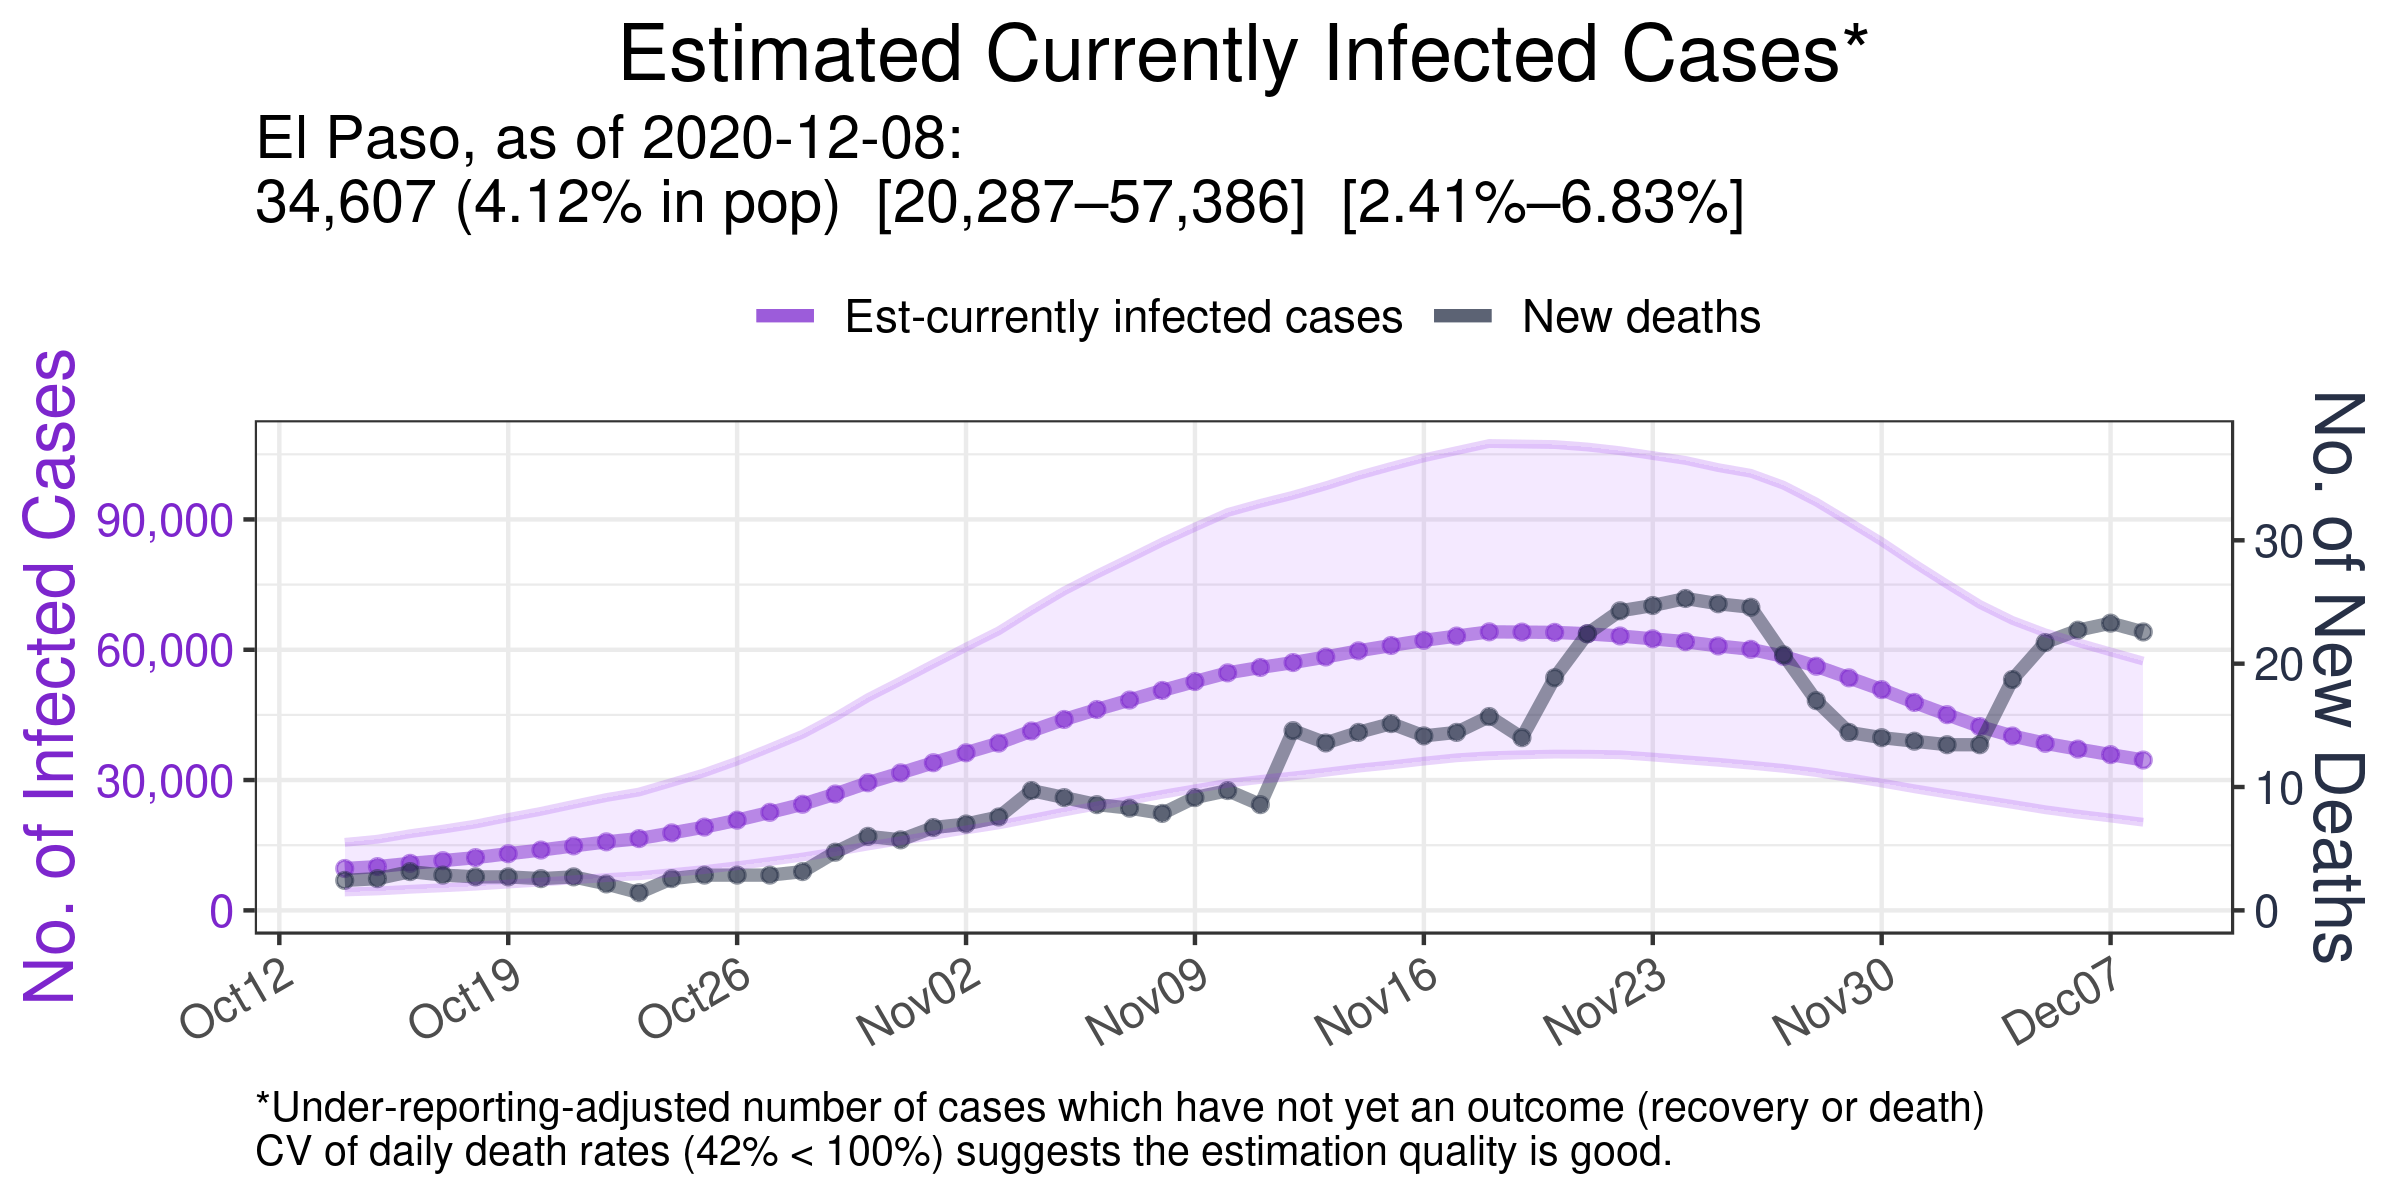 Estimated Currently Infected Cases*
El Paso, as of 2020-12-08:
34,607 (4.12% in pop)  [20,287–57,386]  [2.41%–6.83%]
Est-currently infected cases
New deaths
No. of Infected Cases
90,000
60,000
30,000
0
30
20
10
0
No. of New Deaths
Oct12
Oct19
Oct26
Nov02
Nov09
Nov16
Nov23
Nov30
Dec07
*Under-reporting-adjusted number of cases which have not yet an outcome (recovery or death)
CV of daily death rates (42% < 100%) suggests the estimation quality is good.